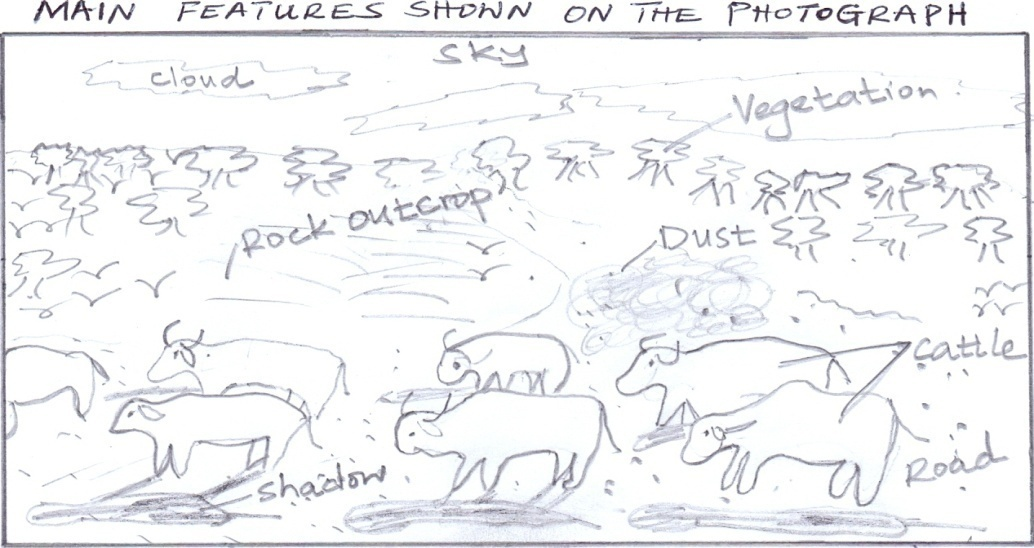 MAIN FEATURES SHOWN ON THE PHOTOGRAPH
SKY
Cloud
Vegetation
Rock outcrop
Dust
Cattle
Shadow
Road